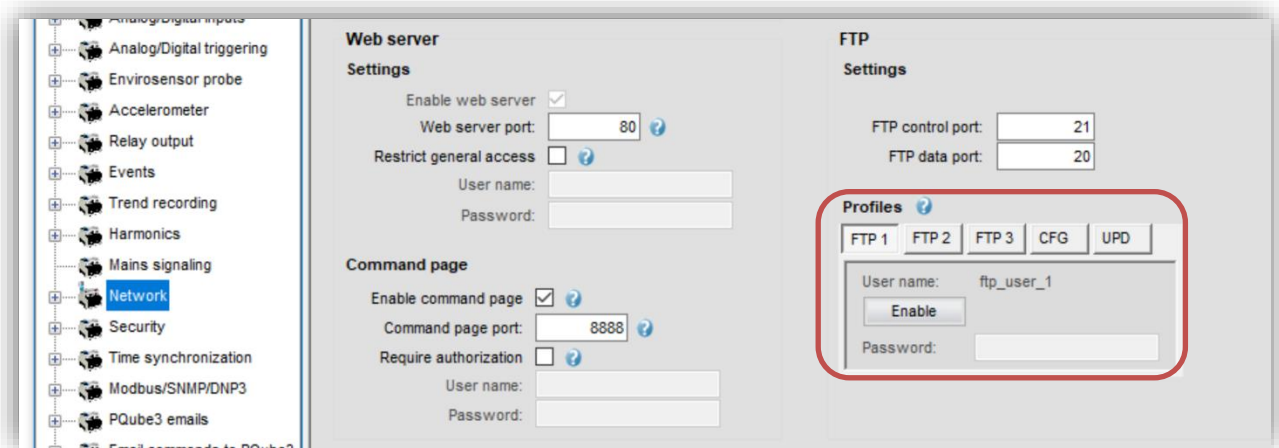 Analog/Digital inputs
Analog/Digital triggering
Envirosensor probe
Accelerometer
Relay output
Events
Trend recording
Harmonics
Mains signaling
Network
Security
Time synchronization
Modbus/SNMP/DNP3
PQube3 emails
Email commands to PQube3
Web server
Settings
Enable web server
Web server port: 80
Restrict general access
User name:
Password:
Command page
Enable command page
Command page port: 8888
Require authorization
User name:
Password:
FTP
Settings
FTP control port: 21
FTP data port: 20
Profiles
FTP 1 FTP 2 FTP 3 CFG UPD
User name: ftp_user_1
Enable
Password: